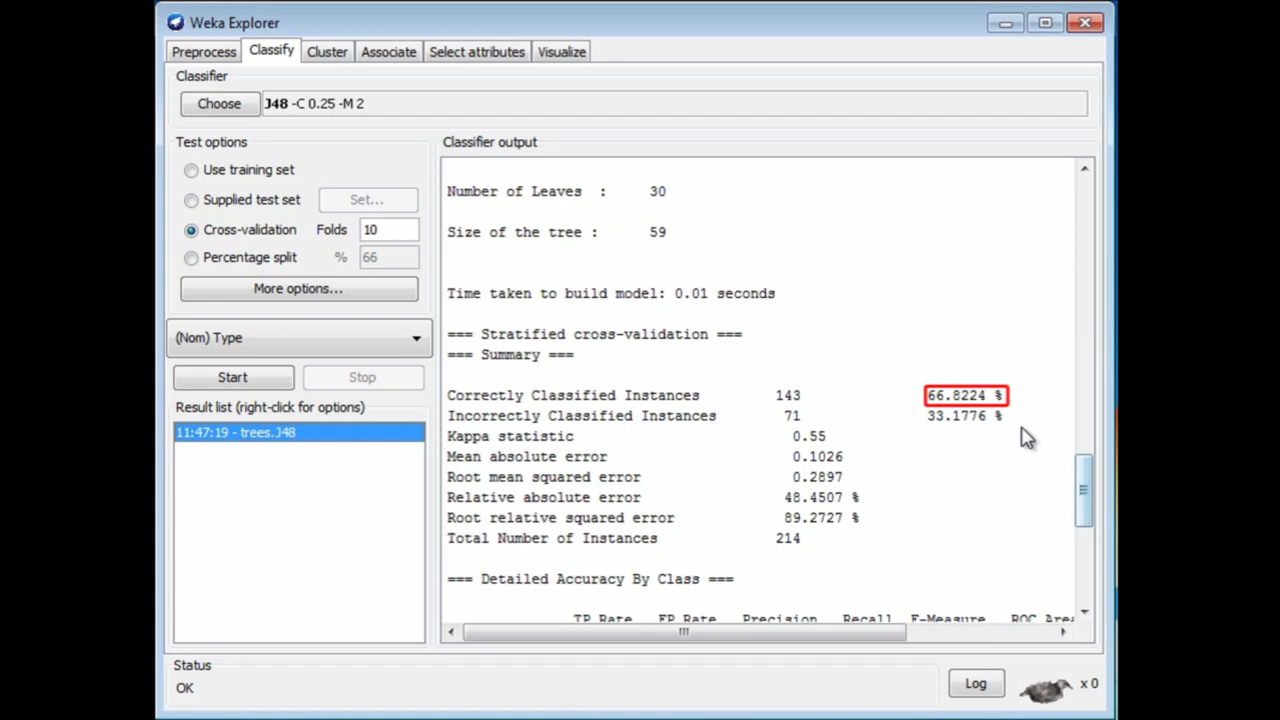 Weka Explorer
Preprocess Classify Cluster Associate Select attributes Visualize
Classifier
Choose J48 -C 0.25 -M 2
Test options
Use training set
Supplied test set Set...
Cross-validation Folds 10
Percentage split % 66
More options...
(Nom) Type
Start Stop
Result list (right-click for options)
11:47:19 - trees.J48
Classifier output
Number of Leaves : 30
Size of the tree : 59
Time taken to build model: 0.01 seconds
=== Stratified cross-validation ===
=== Summary ===
Correctly Classified Instances 143 66.8224 %
Incorrectly Classified Instances 71 33.1776 %
Kappa statistic 0.55
Mean absolute error 0.1026
Root mean squared error 0.2897
Relative absolute error 48.4507 %
Root relative squared error 89.2727 %
Total Number of Instances 214
=== Detailed Accuracy By Class ===
TP Rate FP Rate Precision Recall F-Measure ROC Area
Status
OK
Log x 0